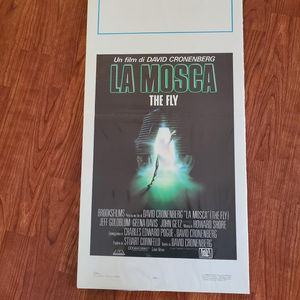 Un film di DAVID CRONENBERG
LA MOSCA
THE FLY
BROOKSFILMS DAVID CRONENBERG "LA MOSCA" (THE FLY)
JEFF GOLDBLUM GEENA DAVIS JOHN GETZ HOWARD SHORE
CHARLES EDWARD POGUE DAVID CRONENBERG
STUART CORNFELD DAVID CRONENBERG